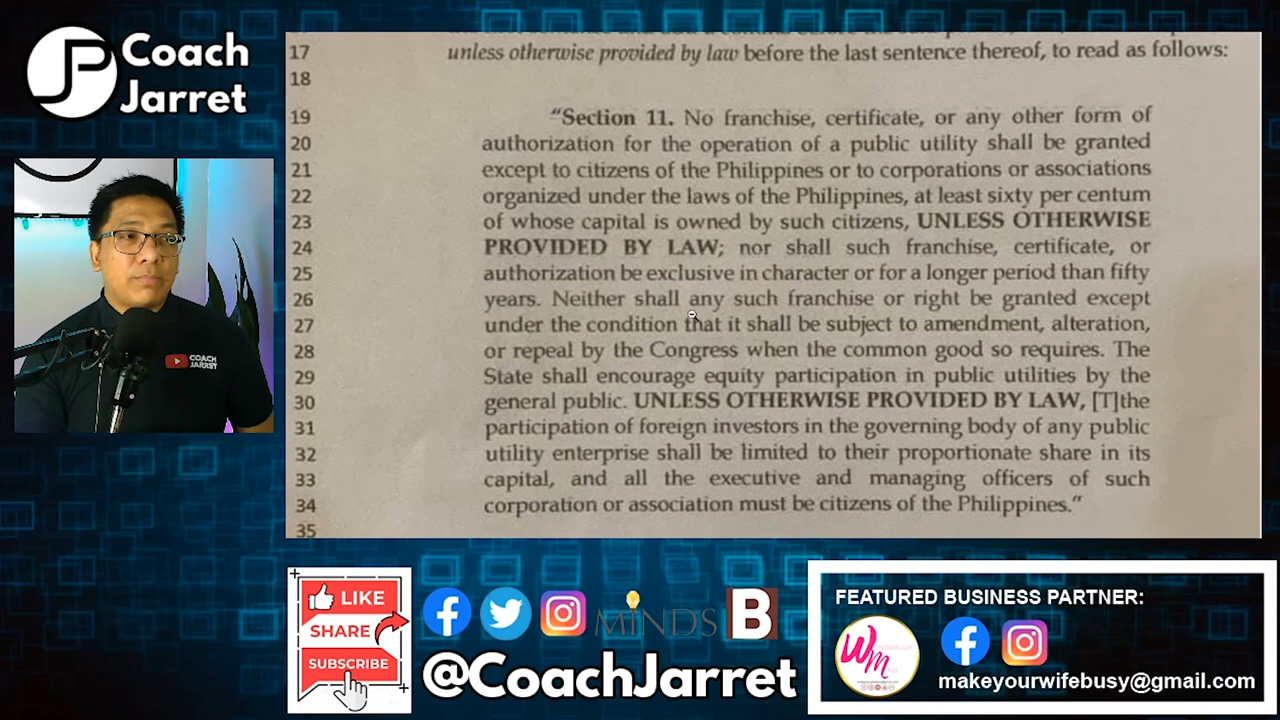 Coach
Jarret
17 unless otherwise provided by law before the last sentence thereof, to read as follows:
18
19 “Section 11. No franchise, certificate, or any other form of
20 authorization for the operation of a public utility shall be granted
21 except to citizens of the Philippines or to corporations or associations
22 organized under the laws of the Philippines, at least sixty per centum
23 of whose capital is owned by such citizens, UNLESS OTHERWISE
24 PROVIDED BY LAW; nor shall such franchise, certificate, or
25 authorization be exclusive in character or for a longer period than fifty
26 years. Neither shall any such franchise or right be granted except
27 under the condition that it shall be subject to amendment, alteration,
28 or repeal by the Congress when the common good so requires. The
29 State shall encourage equity participation in public utilities by the
30 general public. UNLESS OTHERWISE PROVIDED BY LAW, [T]the
31 participation of foreign investors in the governing body of any public
32 utility enterprise shall be limited to their proportionate share in its
33 capital, and all the executive and managing officers of such
34 corporation or association must be citizens of the Philippines.”
35
COACH
JARRET
LIKE
SHARE
SUBSCRIBE
MINDS
B
@CoachJarret
FEATURED BUSINESS PARTNER:
WM
makeyourwifebusy@gmail.com